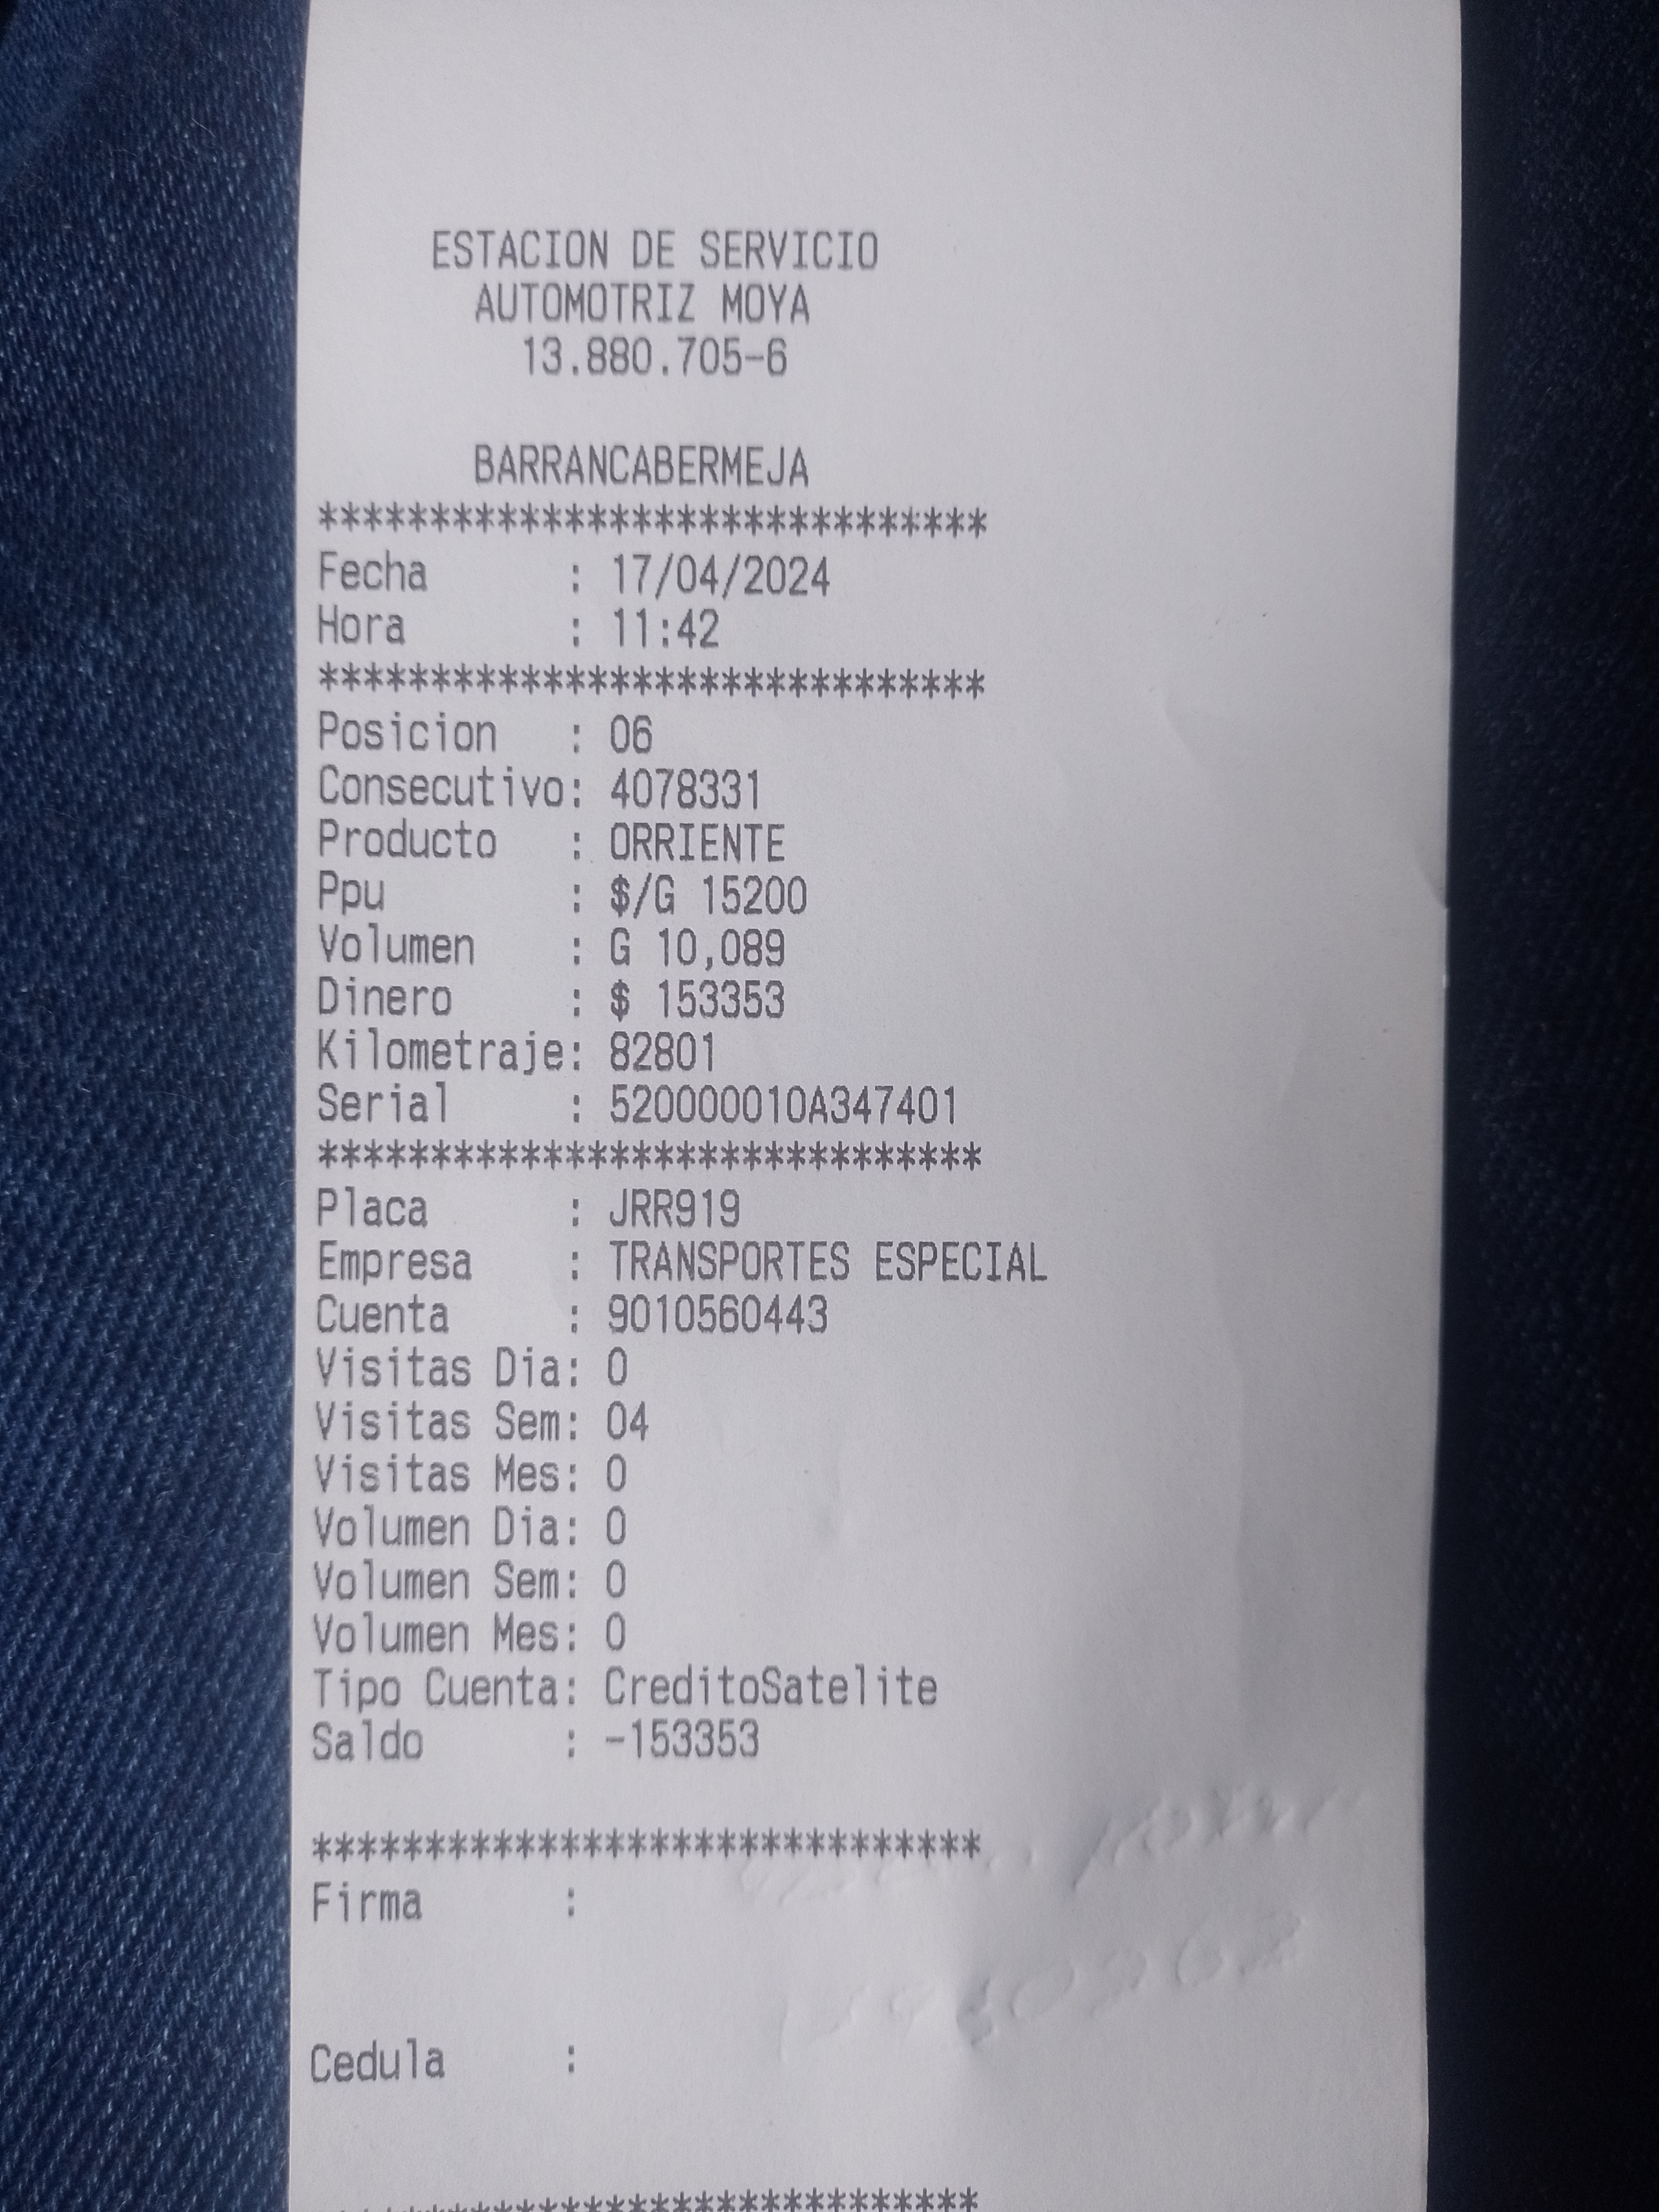 ESTACION DE SERVICIO
AUTOMOTRIZ MOYA
13.880.705-6
BARRANCABERMEJA
******************************
Fecha : 17/04/2024
Hora : 11:42
******************************
Posicion : 06
Consecutivo: 4078331
Producto : ORRIENTE
Ppu : $/G 15200
Volumen : G 10,089
Dinero : $ 153353
Kilometraje: 82801
Serial : 520000010A347401
******************************
Placa : JRR919
Empresa : TRANSPORTES ESPECIAL
Cuenta : 9010560443
Visitas Dia: 0
Visitas Sem: 04
Visitas Mes: 0
Volumen Dia: 0
Volumen Sem: 0
Volumen Mes: 0
Tipo Cuenta: CreditoSatelite
Saldo : -153353
******************************
Firma :
Cedula :
******************************